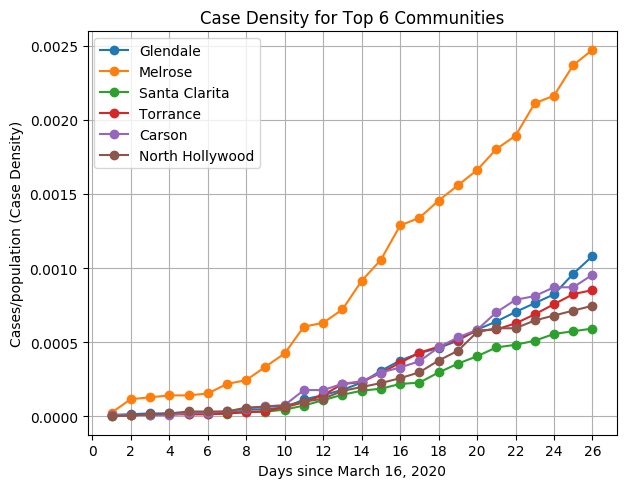 Case Density for Top 6 Communities
Glendale
Melrose
Santa Clarita
Torrance
Carson
North Hollywood
Cases/population (Case Density)
0.0025
0.0020
0.0015
0.0010
0.0005
0.0000
0 2 4 6 8 10 12 14 16 18 20 22 24 26
Days since March 16, 2020